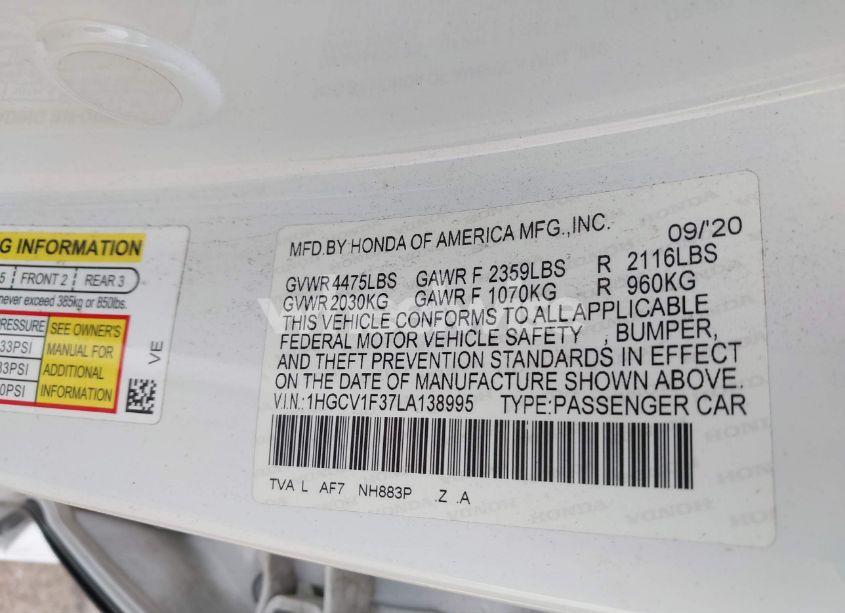 MFD.BY HONDA OF AMERICA MFG.,INC. 09/'20
GVWR 4475LBS GAWR F 2359LBS R 2116LBS
GVWR 2030KG GAWR F 1070KG R 960KG
THIS VEHICLE CONFORMS TO ALL APPLICABLE
FEDERAL MOTOR VEHICLE SAFETY , BUMPER,
AND THEFT PREVENTION STANDARDS IN EFFECT
ON THE DATE OF MANUFACTURE SHOWN ABOVE.
V.I.N.:1HGCV1F37LA138995 TYPE:PASSENGER CAR
TVA L AF7 NH883P .Z .A
G INFORMATION
5 FRONT 2 REAR 3
never exceed 385kg or 850lbs.
PRESSURE SEE OWNER'S
33PSI MANUAL FOR
33PSI ADDITIONAL
0PSI INFORMATION
VE